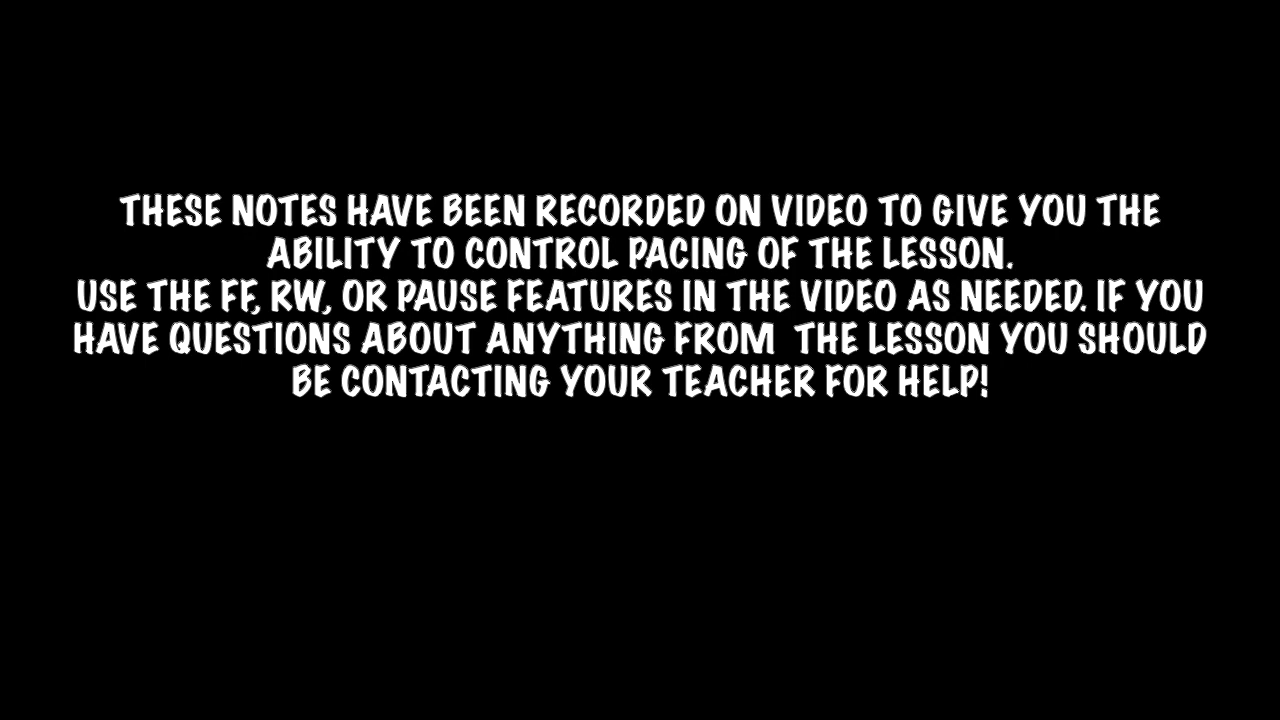 THESE NOTES HAVE BEEN RECORDED ON VIDEO TO GIVE YOU THE
ABILITY TO CONTROL PACING OF THE LESSON.
USE THE FF, RW, OR PAUSE FEATURES IN THE VIDEO AS NEEDED. IF YOU
HAVE QUESTIONS ABOUT ANYTHING FROM  THE LESSON YOU SHOULD
BE CONTACTING YOUR TEACHER FOR HELP!